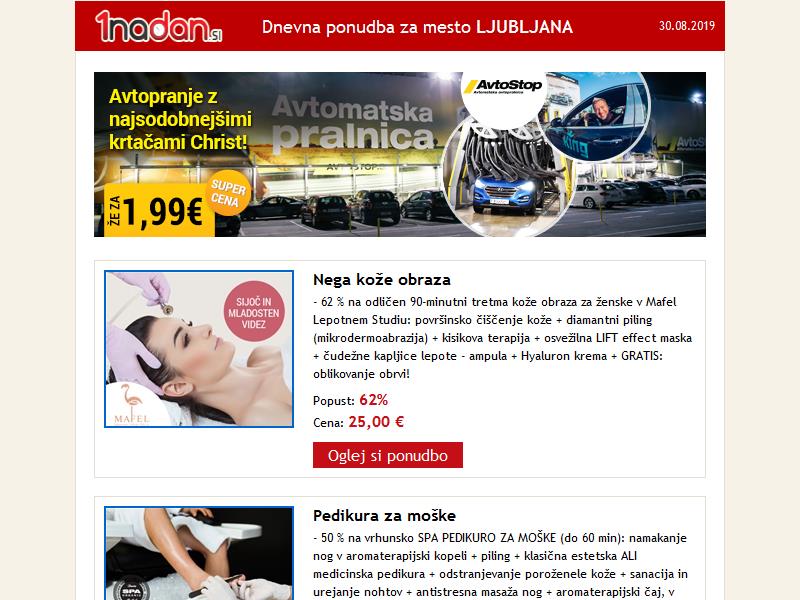 1nadan.si
Dnevna ponudba za mesto LJUBLJANA
30.08.2019
Avtopranje z
najsodobnejšimi
krtačami Christ!
ŽE ZA
1,99€
SUPER
CENA
Avtomatska
pralnica
AvtoStop
Avtomatska avtopralnica
king
SIJOČ IN
MLADOSTEN
VIDEZ
MAFEL
Nega kože obraza
- 62 % na odličen 90-minutni tretma kože obraza za ženske v Mafel
Lepotnem Studiu: površinsko čiščenje kože + diamantni piling
(mikrodermoabrazija) + kisikova terapija + osvežilna LIFT effect maska
+ čudežne kapljice lepote - ampula + Hyaluron krema + GRATIS:
oblikovanje obrvi!
Popust: 62%
Cena: 25,00 €
Oglej si ponudbo
SPA
Pedikura za moške
- 50 % na vrhunsko SPA PEDIKURO ZA MOŠKE (do 60 min): namakanje
nog v aromaterapijski kopeli + piling + klasična estetska ALI
medicinska pedikura + odstranjevanje poroženele kože + sanacija in
urejanje nohtov + antistresna masaža nog + aromaterapijski čaj, v